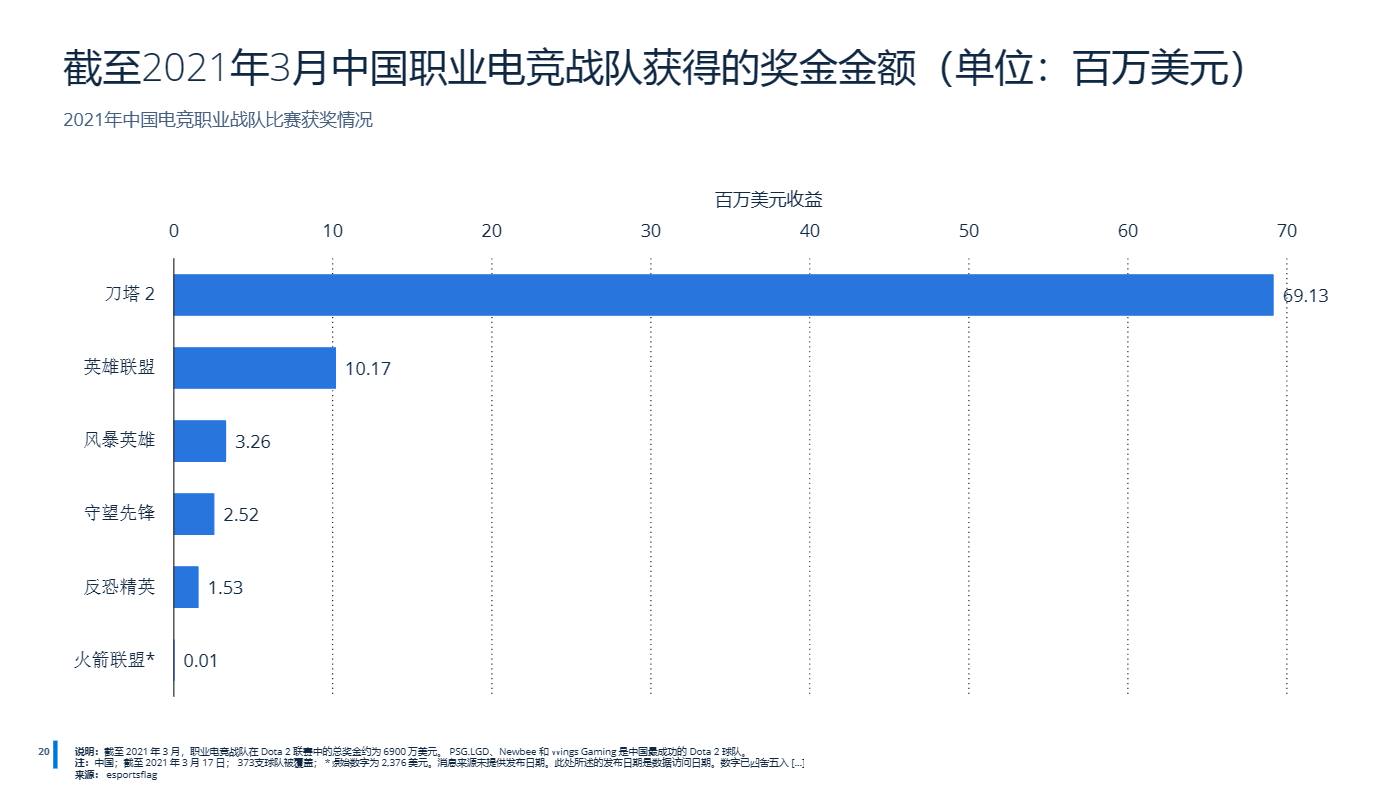 截至2021年3月中国职业电竞战队获得的奖金金额（单位：百万美元）
2021年中国电竞职业战队比赛获奖情况
百万美元收益
0 10 20 30 40 50 60 70
刀塔 2 69.13
英雄联盟 10.17
风暴英雄 3.26
守望先锋 2.52
反恐精英 1.53
火箭联盟* 0.01
20
说明：截至 2021 年 3 月，职业电竞战队在 Dota 2 联赛中的总奖金约为 6900 万美元。 PSG.LGD、Newbee 和 Wings Gaming 是中国最成功的 Dota 2 球队。
注：中国；截至 2021 年 3 月 17 日； 373支球队被覆盖； * 原始数字为 2,376 美元。消息来源未提供发布日期。此处所述的发布日期是数据访问日期。数字已四舍五入 [...]
来源： esportsflag